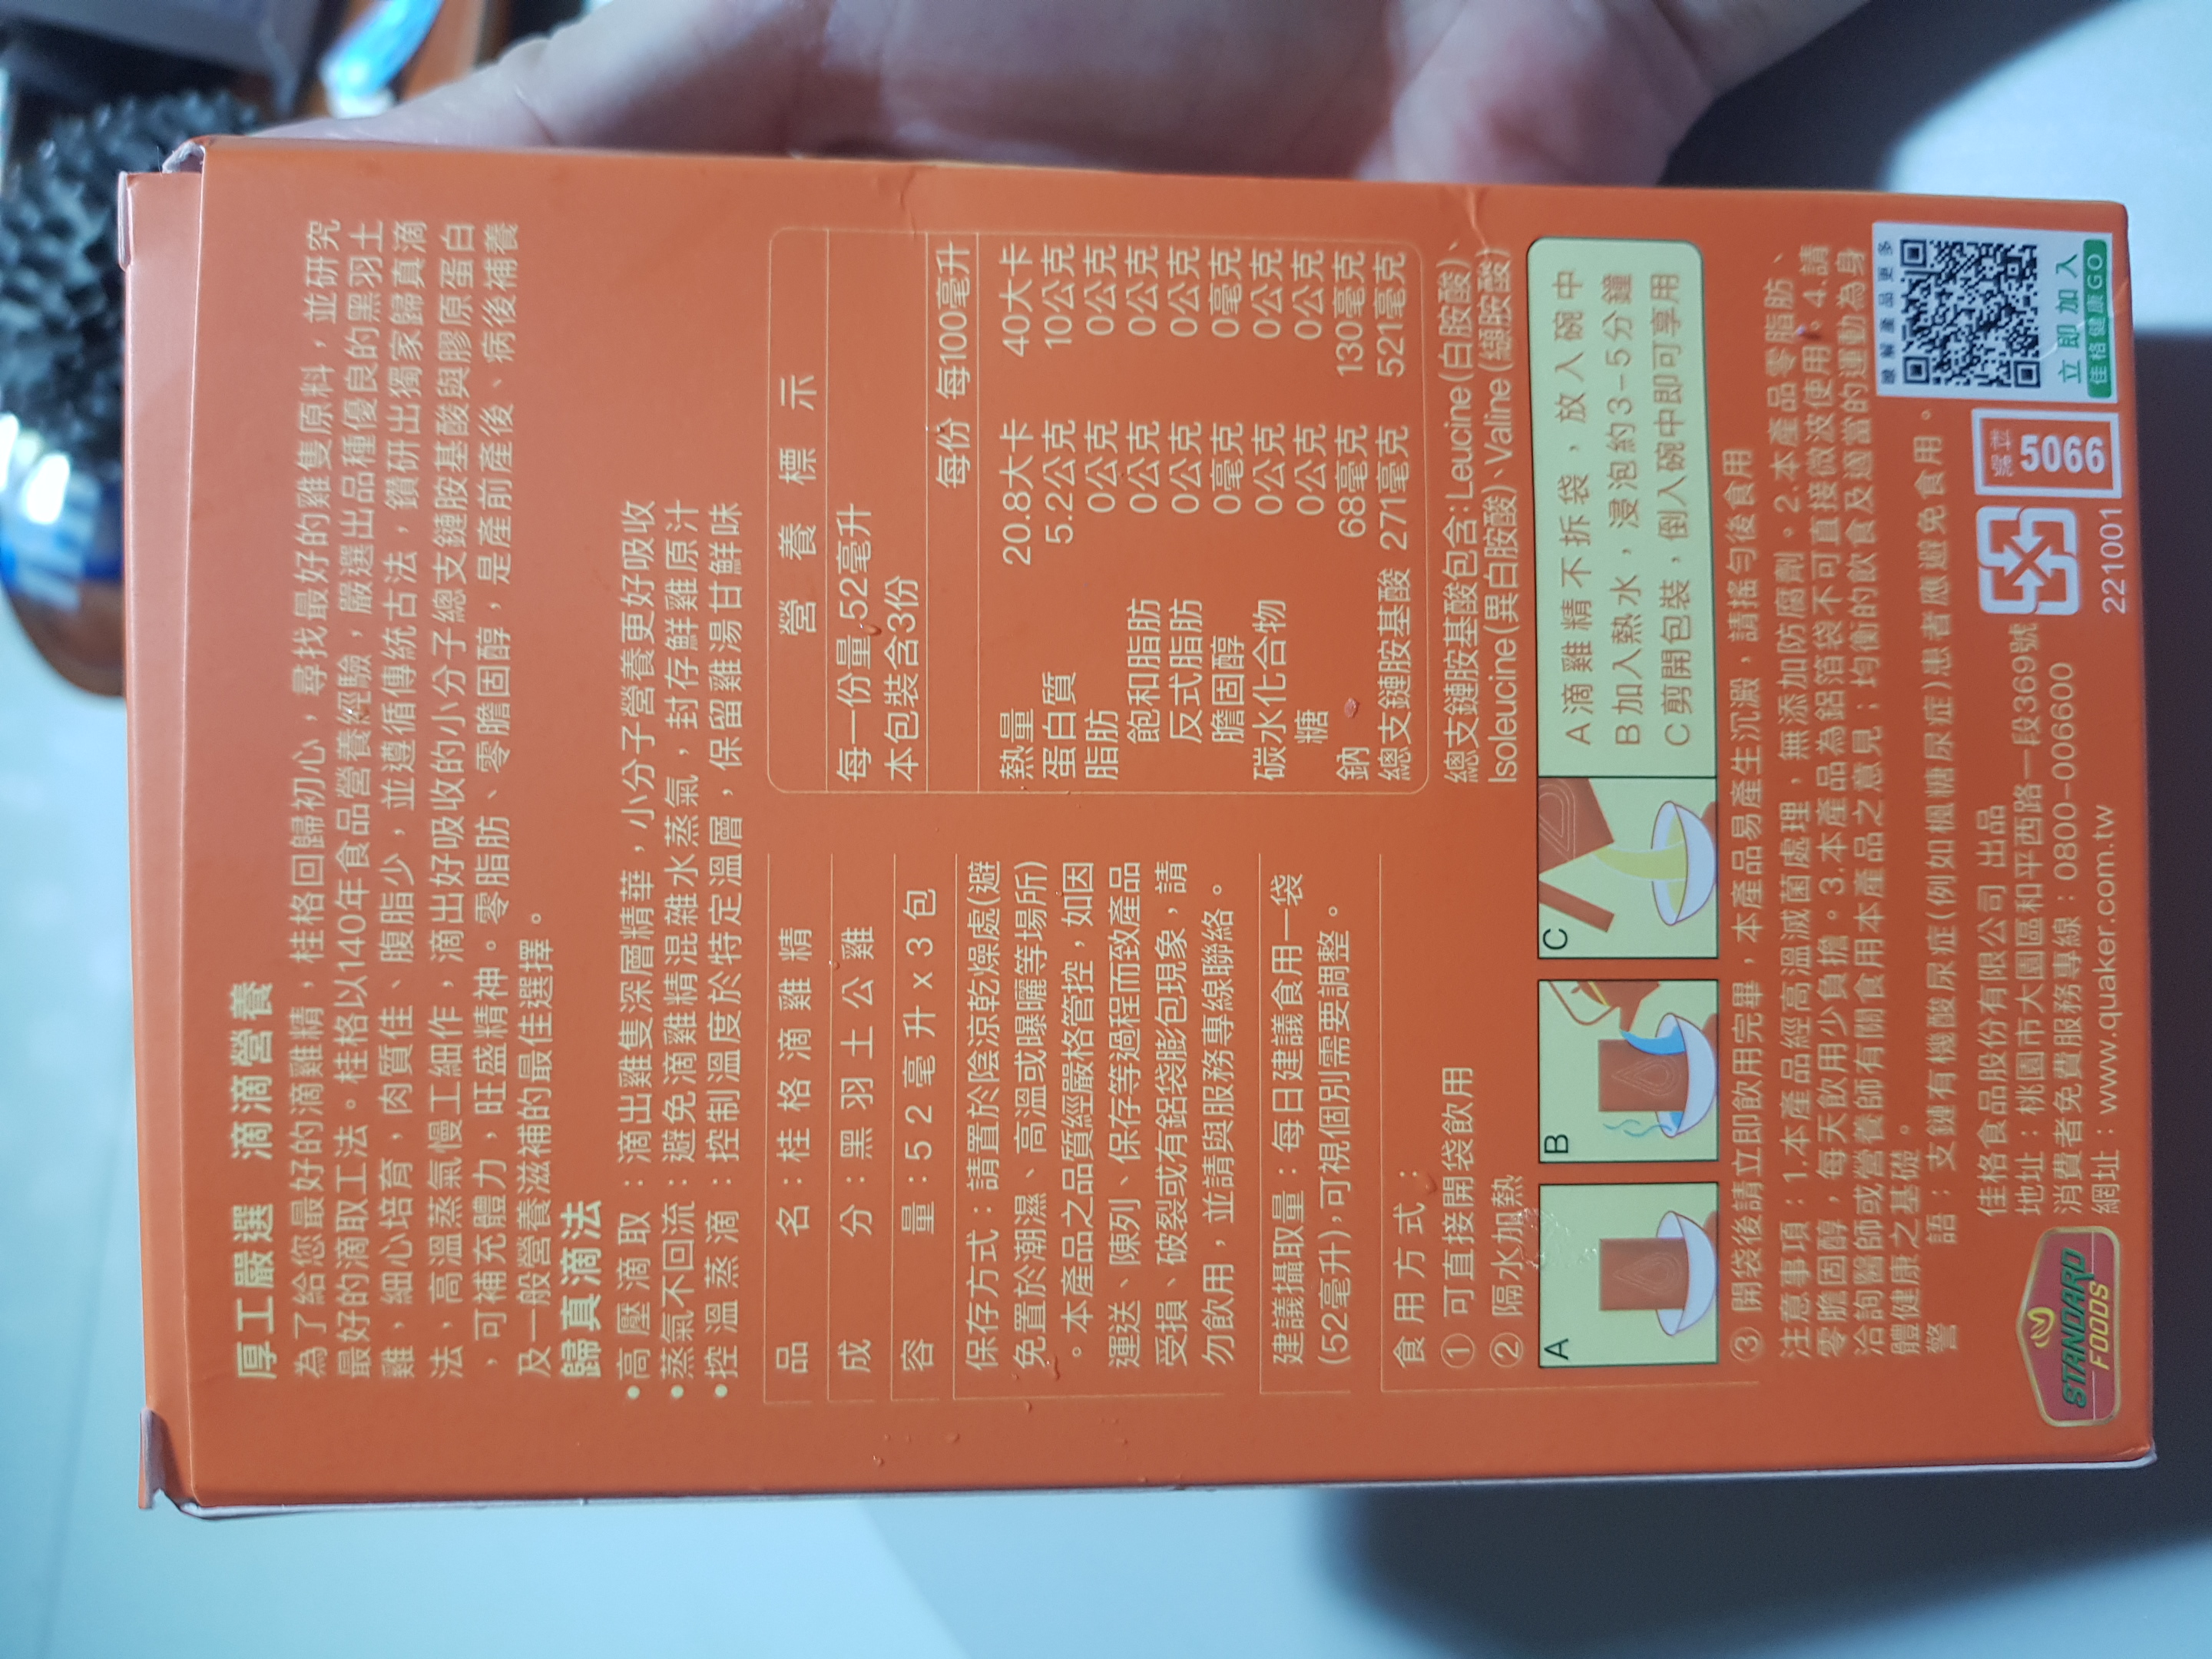 厚工嚴選 滴滴營養
為了給您最好的滴雞精，桂格回歸初心，尋找最好的雞隻原料，並研究
最好的滴取工法。桂格以140年食品營養經驗，嚴選出品種優良的黑羽土
雞，細心培育，肉質佳、腹脂少，並遵循傳統古法，鑽研出獨家歸真滴
法，高溫蒸氣慢工細作，滴出好吸收的小分子總支鏈胺基酸與膠原蛋白
，可補充體力，旺盛精神。零脂肪、零膽固醇，是產前產後、病後補養
及一般營養滋補的最佳選擇。
歸真滴法
•高壓滴取：滴出雞隻深層精華，小分子營養更好吸收
•蒸氣不回流：避免滴雞精混雜水蒸氣，封存鮮雞原汁
•控溫蒸滴：控制溫度於特定溫層，保留雞湯甘鮮味
品名：桂格滴雞精
成分：黑羽土公雞
容量：52毫升x3包
保存方式：請置於陰涼乾燥處(避
免置於潮濕、高溫或曝曬等場所)
。本產品之品質經嚴格管控，如因
運送、陳列、保存等過程而致產品
受損、破裂或有鋁袋膨包現象，請
勿飲用，並請與服務專線聯絡。
建議攝取量：每日建議食用一袋
(52毫升)，可視個別需要調整。
食用方式：
① 可直接開袋飲用
② 隔水加熱
營養標示
每一份量 52毫升
本包裝含3份
每份 每100毫升
熱量 20.8大卡 40大卡
蛋白質 5.2公克 10公克
脂肪 0公克 0公克
飽和脂肪 0公克 0公克
反式脂肪 0公克 0公克
膽固醇 0毫克 0毫克
碳水化合物 0公克 0公克
糖 0公克 0公克
鈉 68毫克 130毫克
總支鏈胺基酸 271毫克 521毫克
總支鏈胺基酸包含:Leucine(白胺酸)、
Isoleucine(異白胺酸)、Valine(纈胺酸)
A
B
C
A 滴雞精不拆袋，放入碗中
B 加入熱水，浸泡約3-5分鐘
C 剪開包裝，倒入碗中即可享用
③ 開袋後請立即飲用完畢，本產品易產生沉澱，請搖勻後食用
注意事項：1.本產品經高溫滅菌處理，無添加防腐劑。2.本產品零脂肪、
零膽固醇，每天飲用少負擔。3.本產品為鋁箔袋不可直接微波使用。4.請
洽詢醫師或營養師有關食用本產品之意見；均衡的飲食及適當的運動為身
體健康之基礎。
警語：支鏈有機酸尿症(例如楓糖尿症)患者應避免食用。
STANDARD
FOODS
佳格食品股份有限公司 出品
地址：桃園市大園區和平西路一段369號
消費者免費服務專線：0800-006600
網址：www.quaker.com.tw
221001
5066
瞭解產品更多
立即加入
佳格健康GO